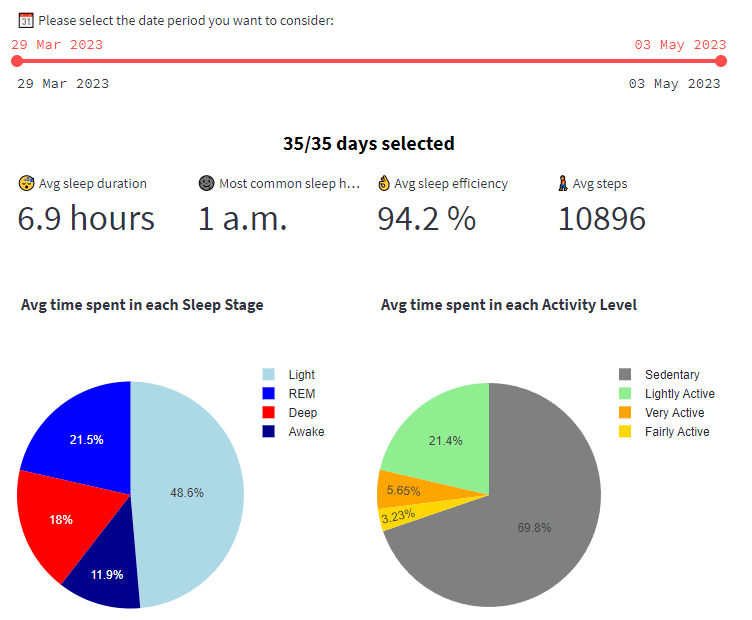 Please select the date period you want to consider:
29 Mar 2023 03 May 2023
29 Mar 2023 03 May 2023
35/35 days selected
Avg sleep duration Most common sleep h... Avg sleep efficiency Avg steps
6.9 hours 1 a.m. 94.2 % 10896
Avg time spent in each Sleep Stage Avg time spent in each Activity Level
Light
REM
Deep
Awake
21.5%
48.6%
18%
11.9%
Sedentary
Lightly Active
Very Active
Fairly Active
21.4%
5.65%
3.23%
69.8%